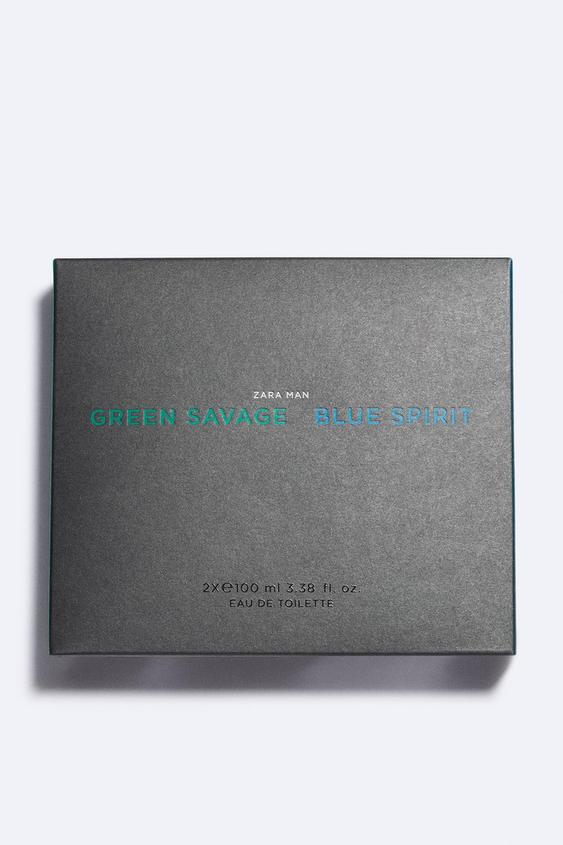 ZARA MAN
GREEN SAVAGE BLUE SPIRIT
2X℮100 ml 3.38 fl. oz.
EAU DE TOILETTE